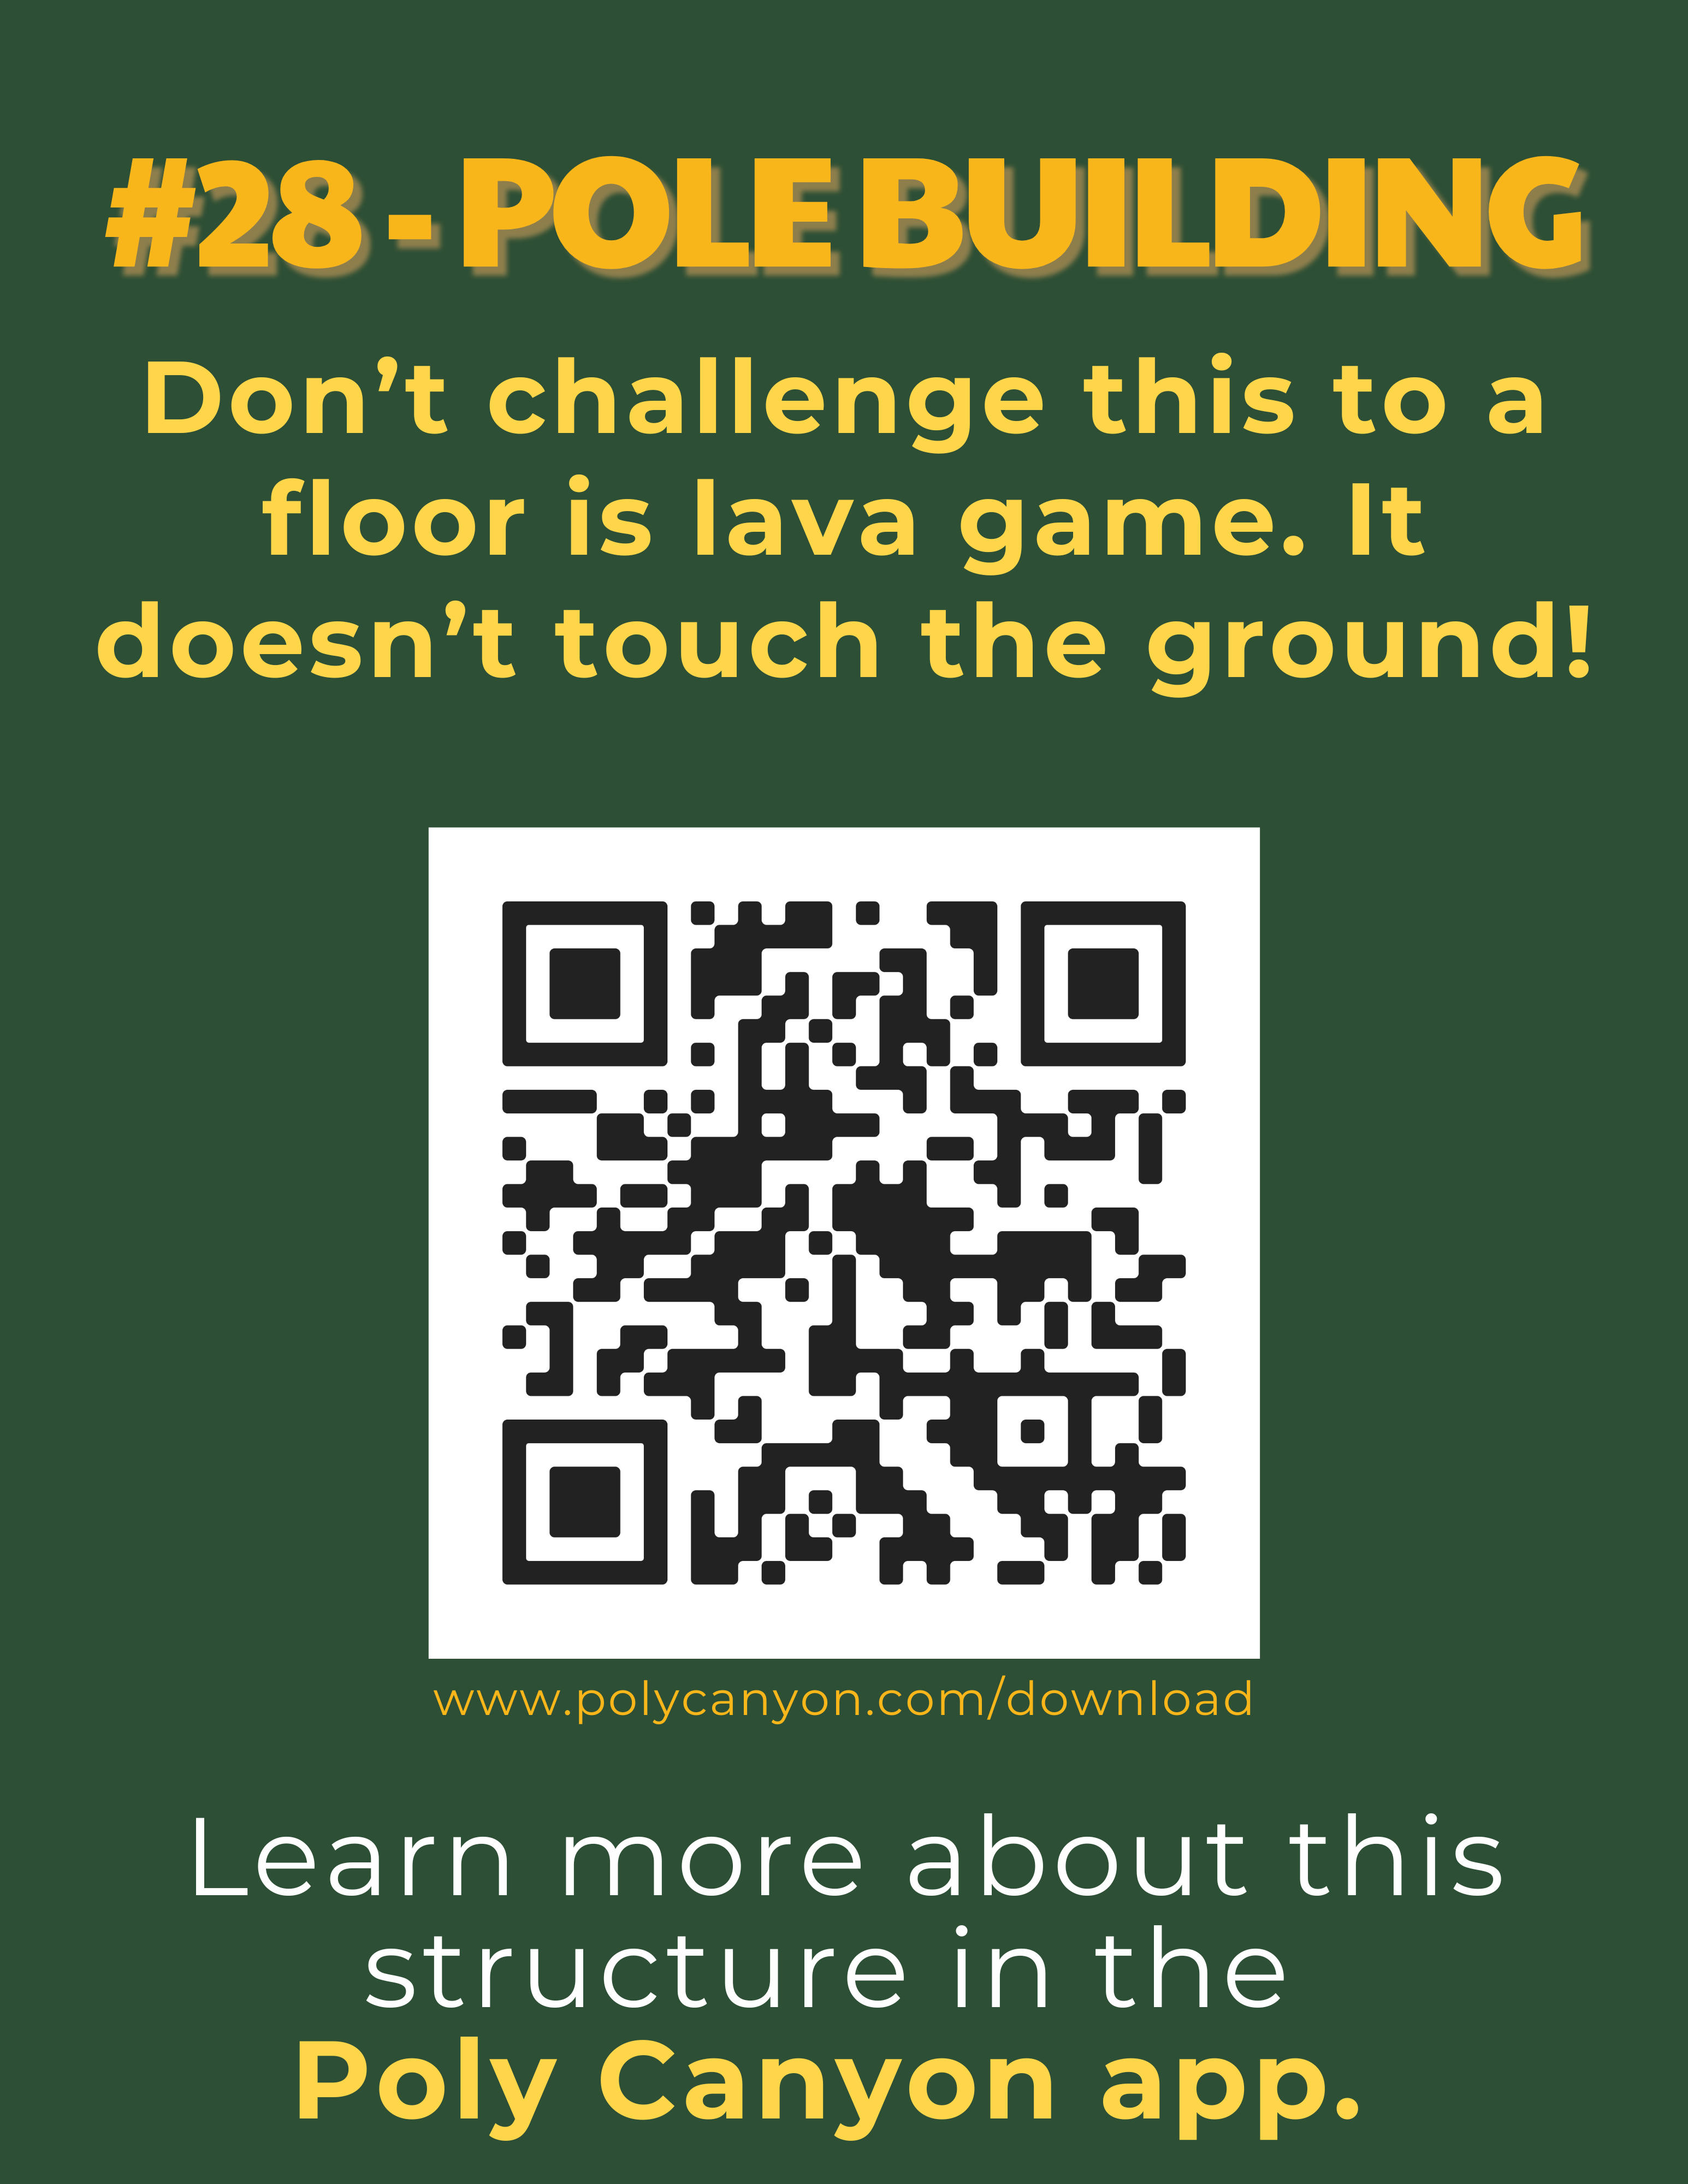 #28 - POLE BUILDING
Don’t challenge this to a
floor is lava game. It
doesn’t touch the ground!
www.polycanyon.com/download
Learn more about this
structure in the
Poly Canyon app.